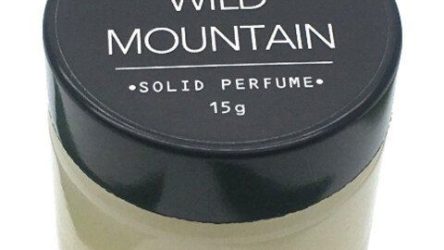 WILD
MOUNTAIN
•SOLID PERFUME•
15g